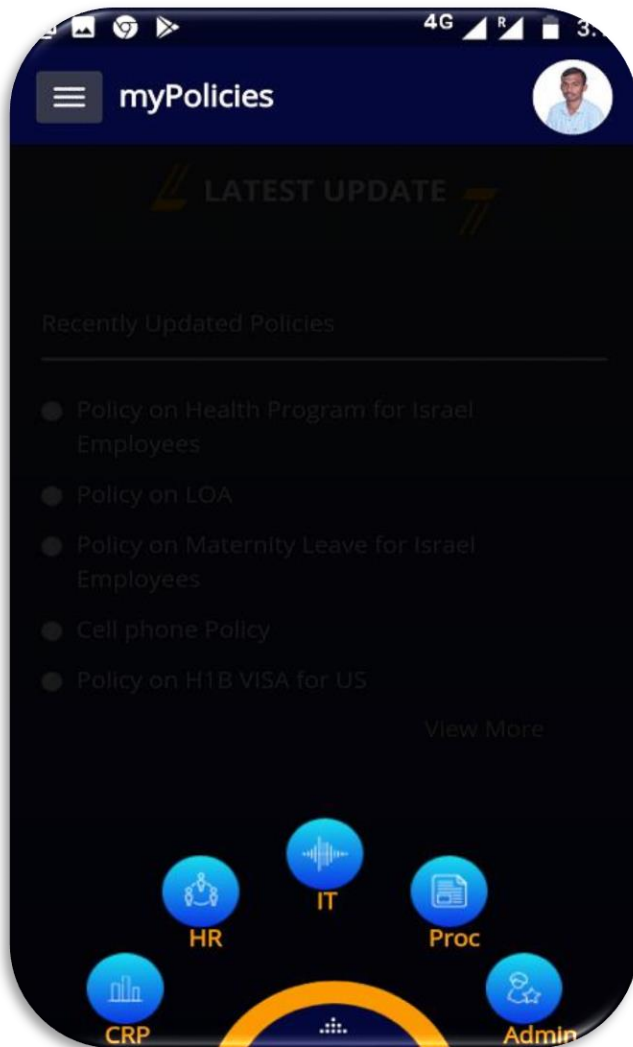 4G R 3.
myPolicies
LATEST UPDATE
Recently Updated Policies
Policy on Health Program for Israel
Employees
Policy on LOA
Policy on Maternity Leave for Israel
Employees
Cell phone Policy
Policy on H1B VISA for US
View More
IT
HR
Proc
CRP
Admin